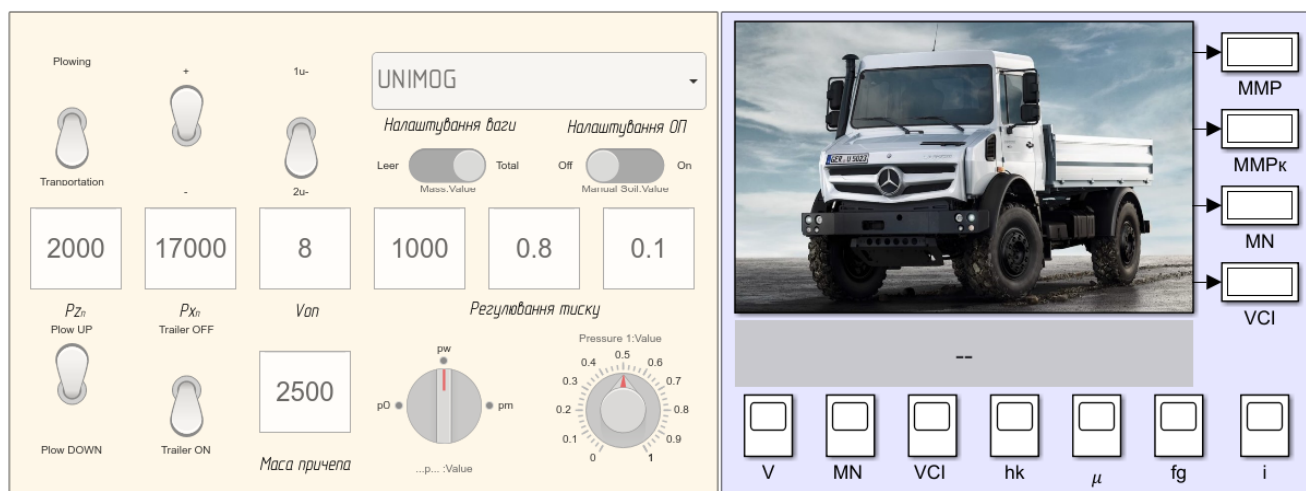 Plowing
Tranportation
+
-
1u-
2u-
UNIMOG
Налаштування ваги
Leer
Total
Mass:Value
Налаштування ОП
Off
On
Manual Soil:Value
2000
17000
8
1000
0.8
0.1
Pzп
Pxп
Vоп
Регулювання тиску
Plow UP
Plow DOWN
Trailer OFF
Trailer ON
2500
Маса причепа
pw
p0
pm
...p... :Value
Pressure 1:Value
0
0.1
0.2
0.3
0.4
0.5
0.6
0.7
0.8
0.9
1
GER U 5023
--
MMP
MMPк
MN
VCI
V
MN
VCI
hk
μ
fg
i